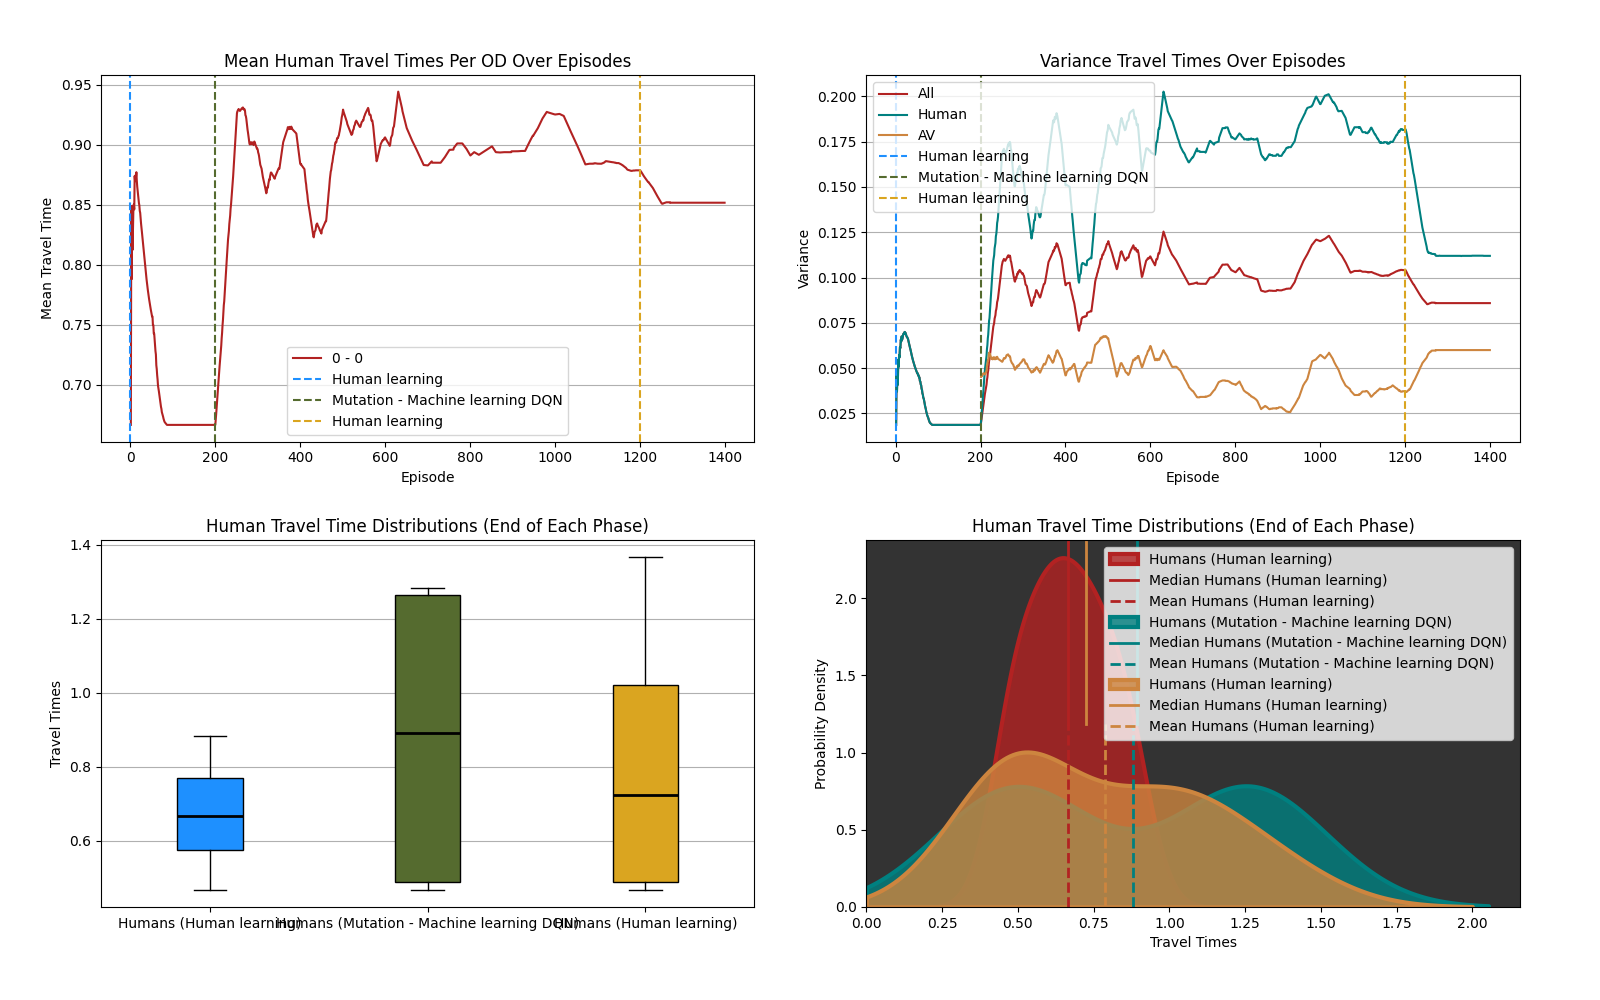 Mean Human Travel Times Per OD Over Episodes
Mean Travel Time
0.95
0.90
0.85
0.80
0.75
0.70
0 - 0
Human learning
Mutation - Machine learning DQN
Human learning
0 200 400 600 800 1000 1200 1400
Episode
Variance Travel Times Over Episodes
Variance
0.200
0.175
0.150
0.125
0.100
0.075
0.050
0.025
All
Human
AV
Human learning
Mutation - Machine learning DQN
Human learning
0 200 400 600 800 1000 1200 1400
Episode
Human Travel Time Distributions (End of Each Phase)
Travel Times
1.4
1.2
1.0
0.8
0.6
Humans (Human learning)
Humans (Mutation - Machine learning DQN)
Humans (Human learning)
Human Travel Time Distributions (End of Each Phase)
Probability Density
2.0
1.5
1.0
0.5
0.0
Humans (Human learning)
Median Humans (Human learning)
Mean Humans (Human learning)
Humans (Mutation - Machine learning DQN)
Median Humans (Mutation - Machine learning DQN)
Mean Humans (Mutation - Machine learning DQN)
Humans (Human learning)
Median Humans (Human learning)
Mean Humans (Human learning)
0.00 0.25 0.50 0.75 1.00 1.25 1.50 1.75 2.00
Travel Times